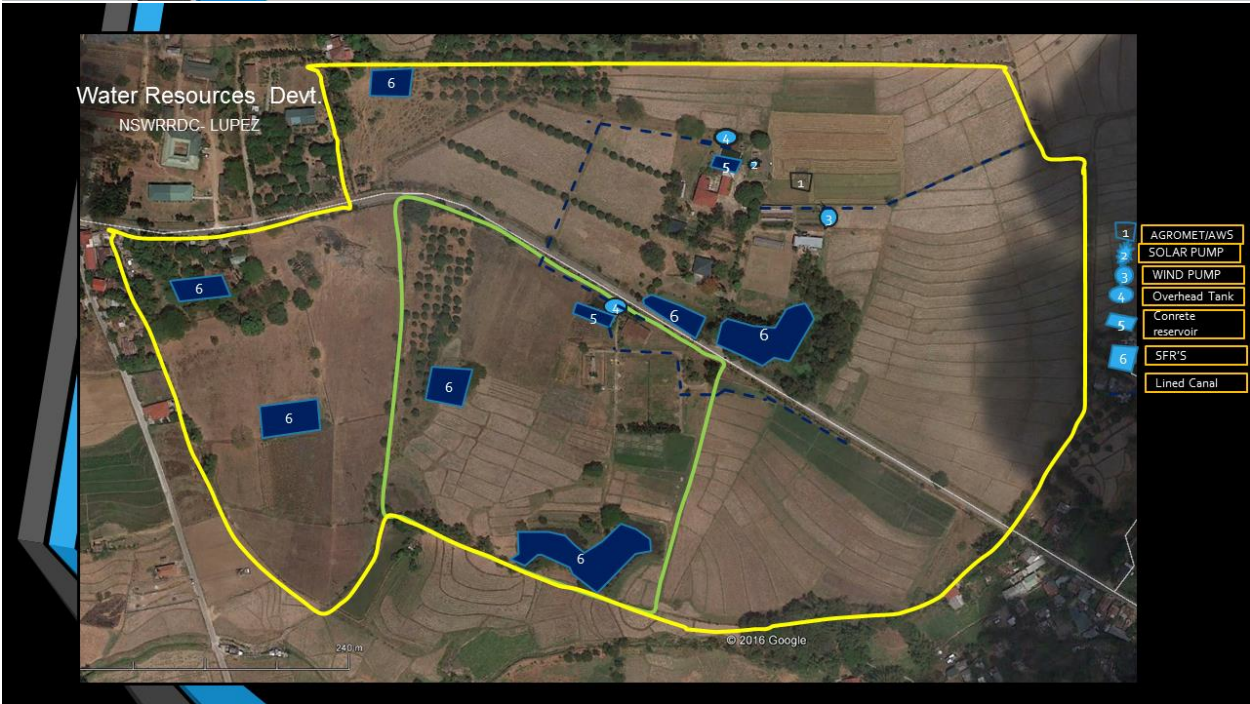 Water Resources Devt.
NSWRRDC- LUPEZ
6
4
5
2
1
3
6
4
5
6
6
6
6
6
240 m
© 2016 Google
1 AGROMET/AWS
2 SOLAR PUMP
3 WIND PUMP
4 Overhead Tank
5 Conrete
reservoir
6 SFR'S
Lined Canal